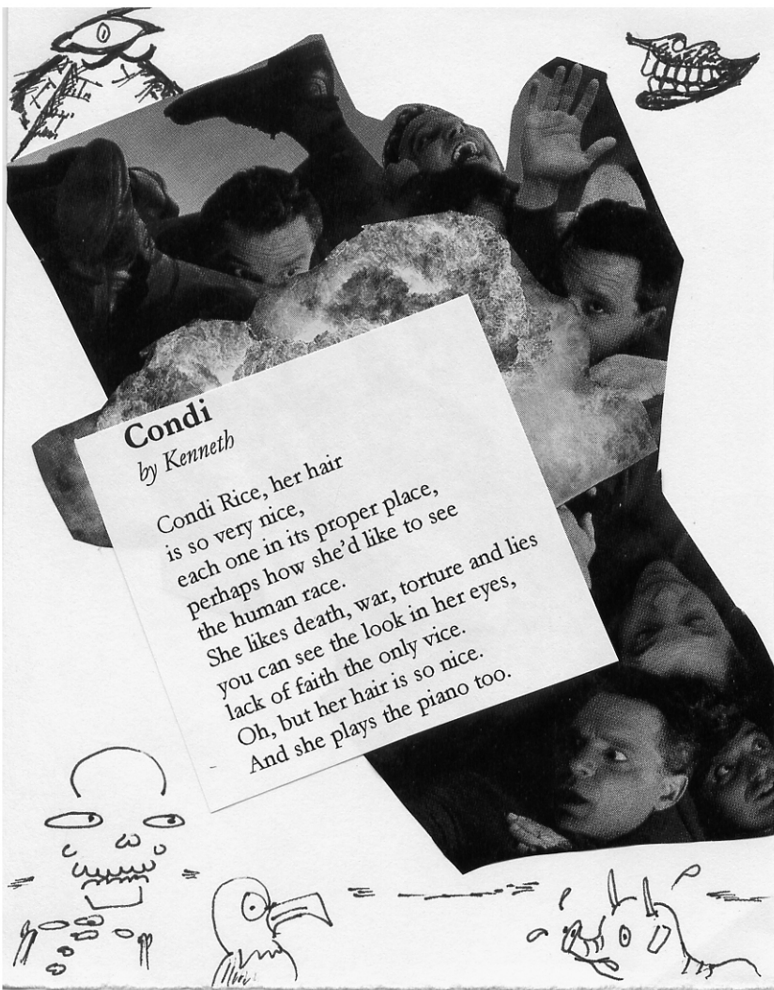 Condi
by Kenneth
Condi Rice, her hair
is so very nice,
each one in its proper place,
perhaps how she'd like to see
the human race.
She likes death, war, torture and lies
you can see the look in her eyes,
lack of faith the only vice.
Oh, but her hair is so nice.
And she plays the piano too.